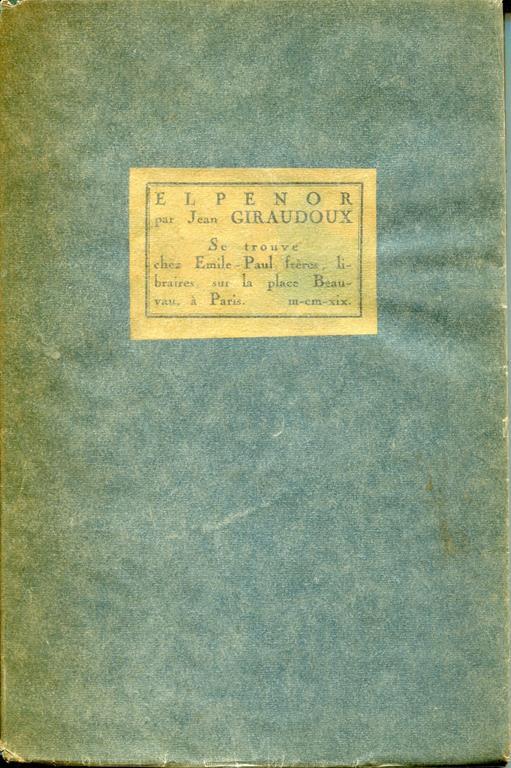 ELPENOR
par Jean GIRAUDOUX
Se trouve
chez Emile-Paul frères, li-
braires, sur la place Beau-
vau, à Paris. m-cm-xix.